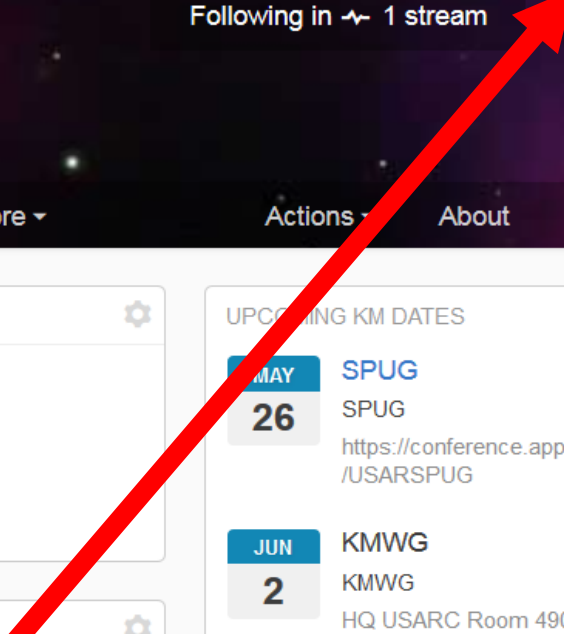 Following in 1 stream
re
Actions
About
UPCOMING KM DATES
MAY
26
SPUG
SPUG
https://conference.app
/USARSPUG
JUN
2
KMWG
KMWG
HQ USARC Room 490